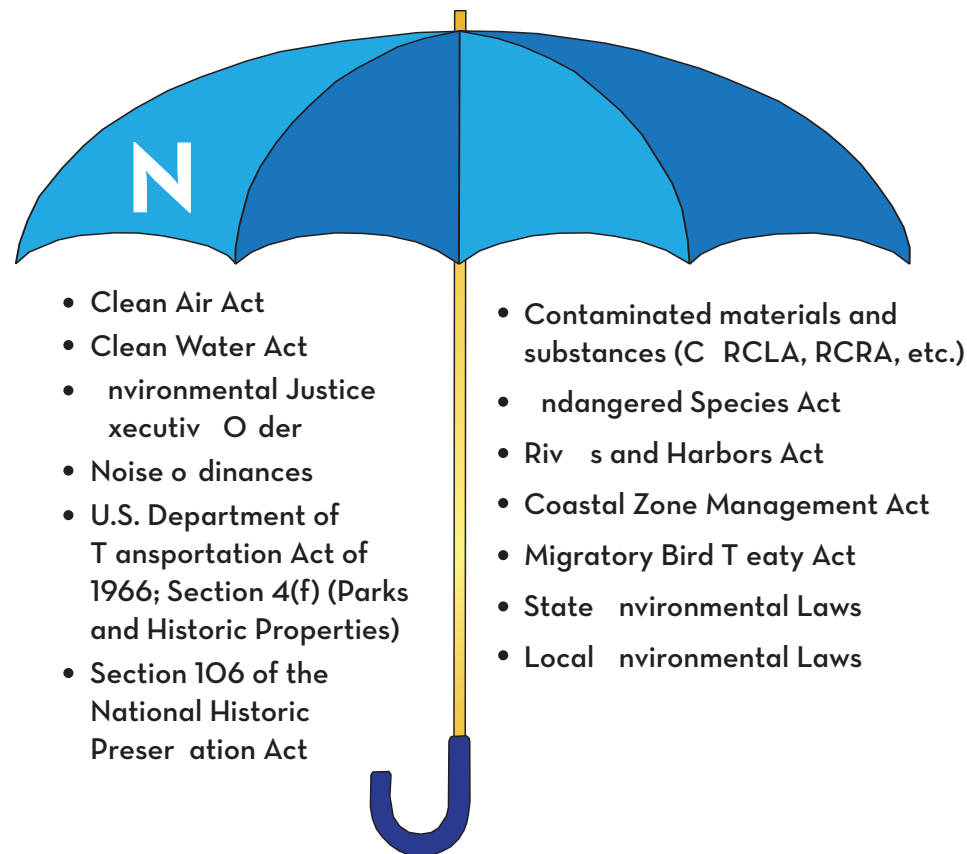 N
• Clean Air Act
• Clean Water Act
• nvironmental Justice
xecutiv O der
• Noise o dinances
• U.S. Department of
T ansportation Act of
1966; Section 4(f) (Parks
and Historic Properties)
• Section 106 of the
National Historic
Preser ation Act
• Contaminated materials and
substances (C RCLA, RCRA, etc.)
• ndangered Species Act
• Riv s and Harbors Act
• Coastal Zone Management Act
• Migratory Bird T eaty Act
• State nvironmental Laws
• Local nvironmental Laws